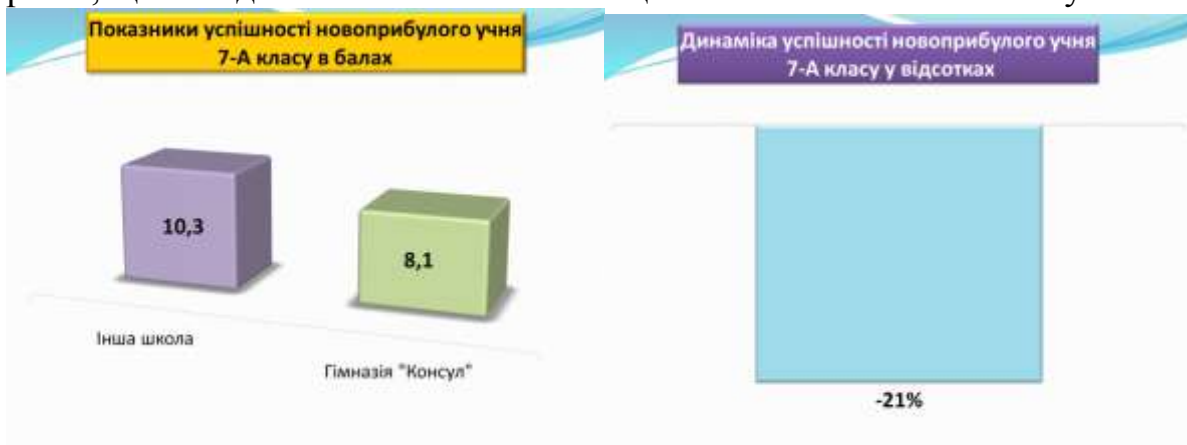 Показники успішності новоприбулого учня
7-А класу в балах
10,3
8,1
Інша школа
Гімназія "Консул"
Динаміка успішності новоприбулого учня
7-А класу у відсотках
-21%